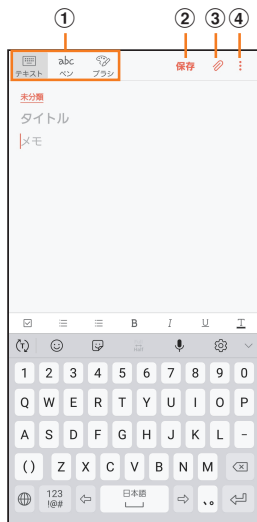 ① ② ③ ④
abc 保存
テキスト ペン ブラシ
未分類
タイトル
メモ
B I U T
(T)
1 2 3 4 5 6 7 8 9 0
Q W E R T Y U I O P
A S D F G H J K L -
() Z X C V B N M
123 日本語 、。
!@#